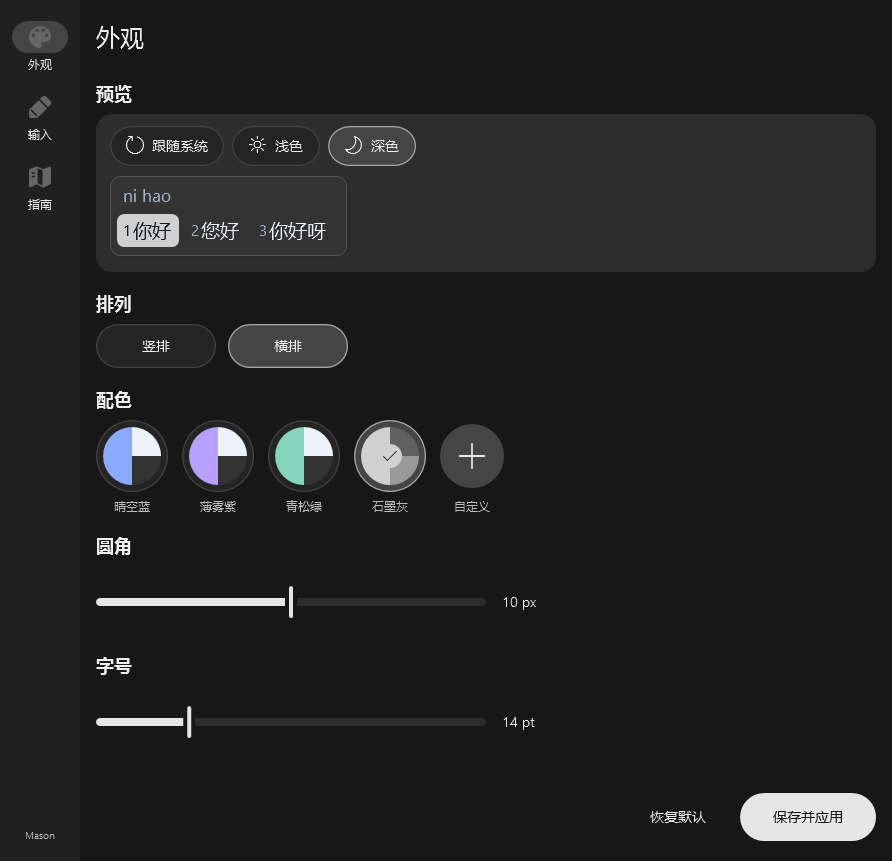 外观
输入
指南
Mason
外观
预览
跟随系统 浅色 深色
ni hao
1你好 2您好 3你好呀
排列
竖排 横排
配色
晴空蓝 薄雾紫 青松绿 石墨灰 自定义
圆角
10 px
字号
14 pt
恢复默认 保存并应用